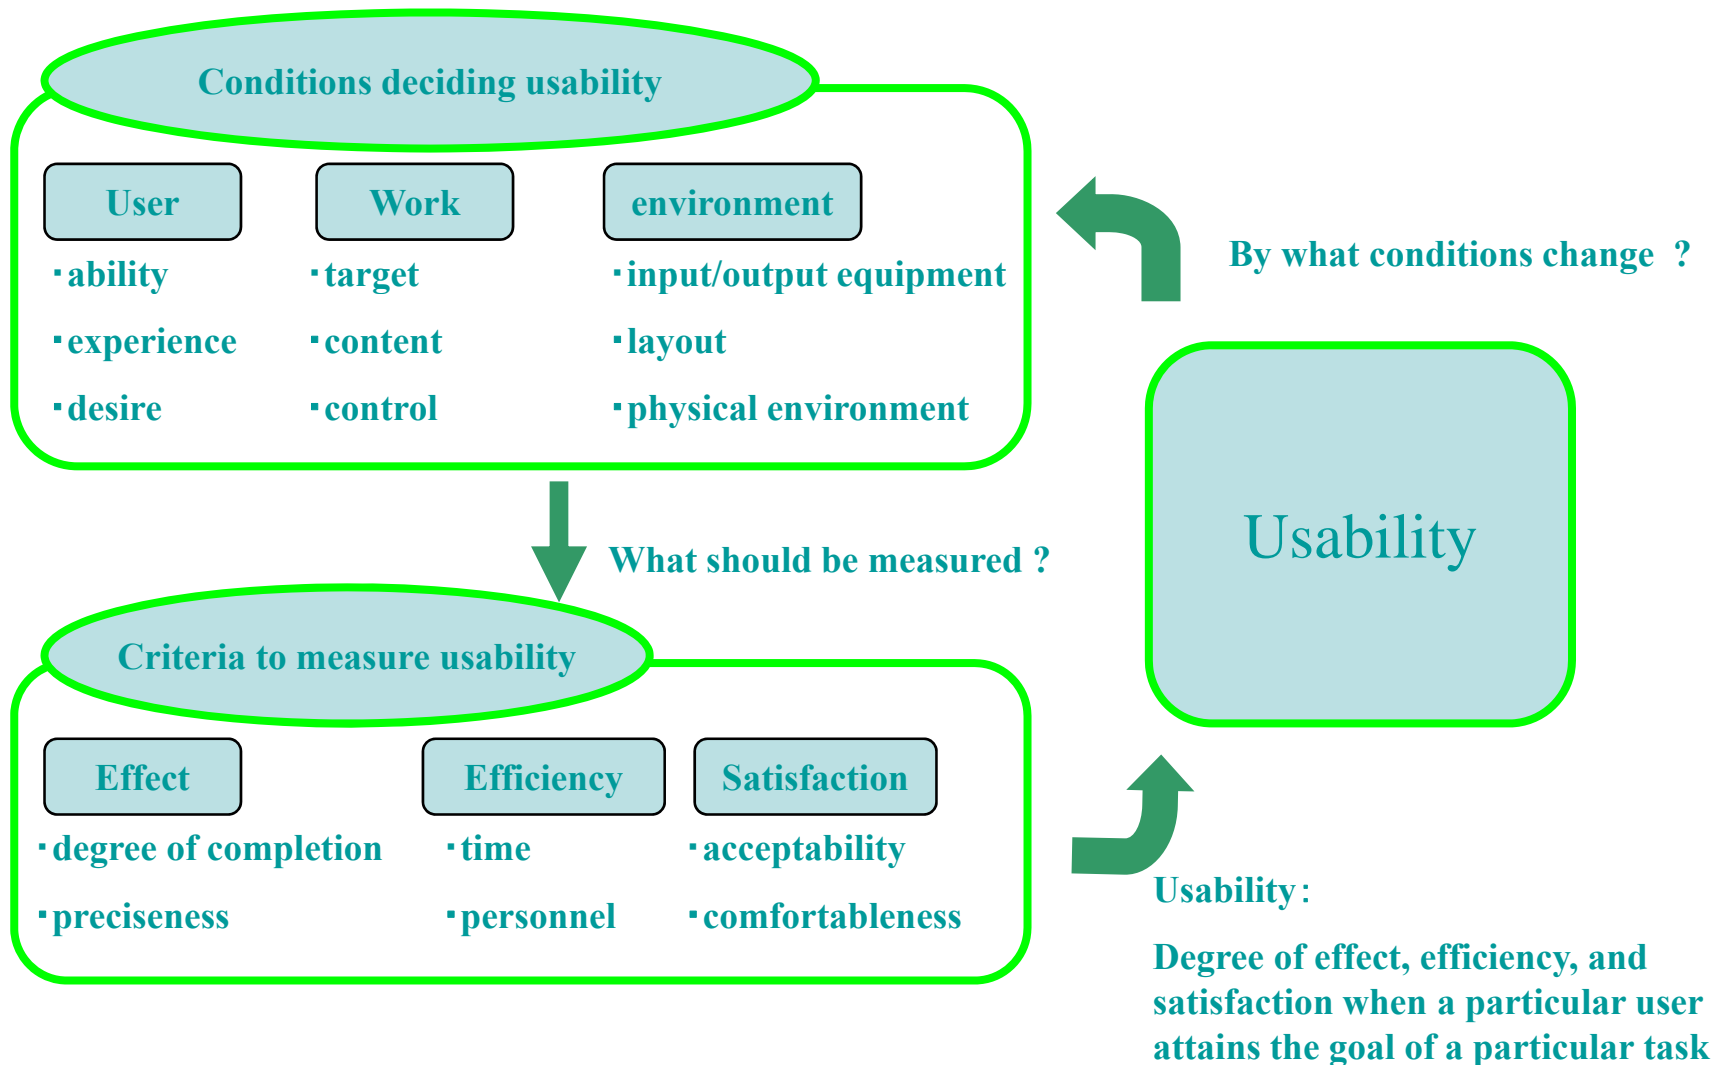 Conditions deciding usability
User
Work
environment
・ability
・target
・input/output equipment
・experience
・content
・layout
・desire
・control
・physical environment
By what conditions change ?
Usability
What should be measured ?
Criteria to measure usability
Effect
Efficiency
Satisfaction
・degree of completion
・time
・acceptability
・preciseness
・personnel
・comfortableness
Usability：
Degree of effect, efficiency, and
satisfaction when a particular user
attains the goal of a particular task